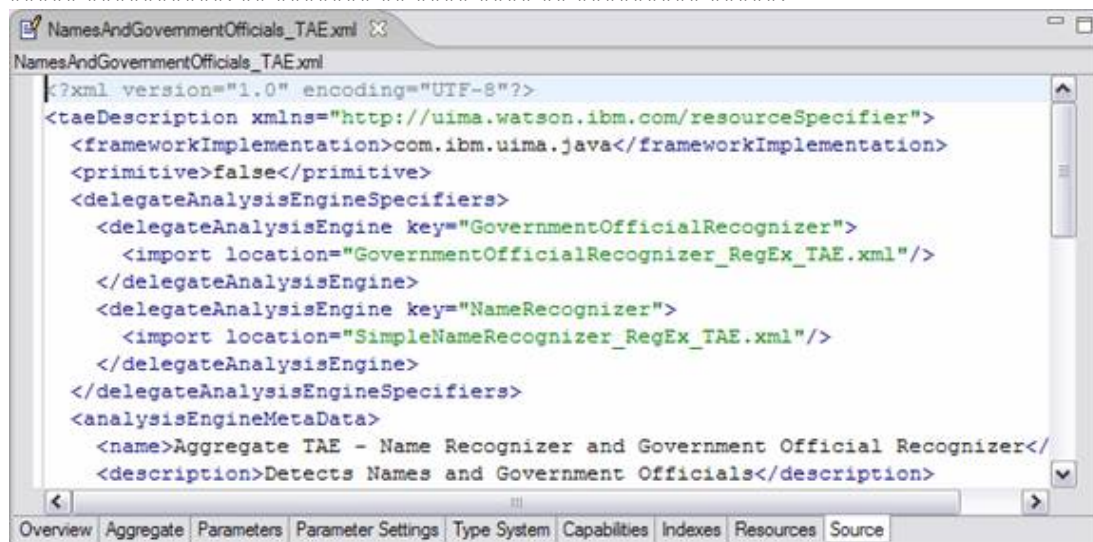 NamesAndGovernmentOfficials_TAE.xml
NamesAndGovernmentOfficials_TAE.xml
<?xml version="1.0" encoding="UTF-8"?>
<taeDescription xmlns="http://uima.watson.ibm.com/resourceSpecifier">
<frameworkImplementation>com.ibm.uima.java</frameworkImplementation>
<primitive>false</primitive>
<delegateAnalysisEngineSpecifiers>
<delegateAnalysisEngine key="GovernmentOfficialRecognizer">
<import location="GovernmentOfficialRecognizer_RegEx_TAE.xml"/>
</delegateAnalysisEngine>
<delegateAnalysisEngine key="NameRecognizer">
<import location="SimpleNameRecognizer_RegEx_TAE.xml"/>
</delegateAnalysisEngine>
</delegateAnalysisEngineSpecifiers>
<analysisEngineMetaData>
<name>Aggregate TAE - Name Recognizer and Government Official Recognizer</
<description>Detects Names and Government Officials</description>
Overview Aggregate Parameters Parameter Settings Type System Capabilities Indexes Resources Source